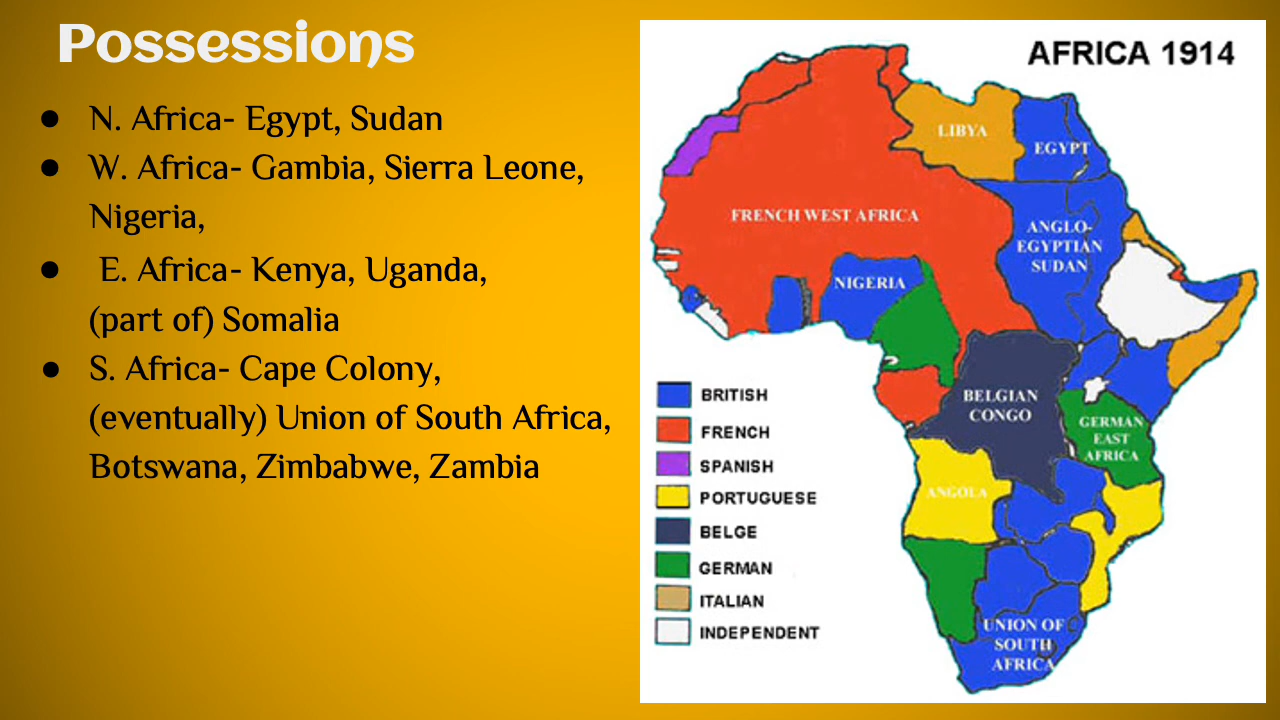 Possessions
● N. Africa- Egypt, Sudan
● W. Africa- Gambia, Sierra Leone,
Nigeria,
● E. Africa- Kenya, Uganda,
(part of) Somalia
● S. Africa- Cape Colony,
(eventually) Union of South Africa,
Botswana, Zimbabwe, Zambia
AFRICA 1914
LIBYA
EGYPT
FRENCH WEST AFRICA
ANGLO-
EGYPTIAN
SUDAN
NIGERIA
BELGIAN
CONGO
GERMAN
EAST
AFRICA
ANGOLA
UNION OF
SOUTH
AFRICA
BRITISH
FRENCH
SPANISH
PORTUGUESE
BELGE
GERMAN
ITALIAN
INDEPENDENT